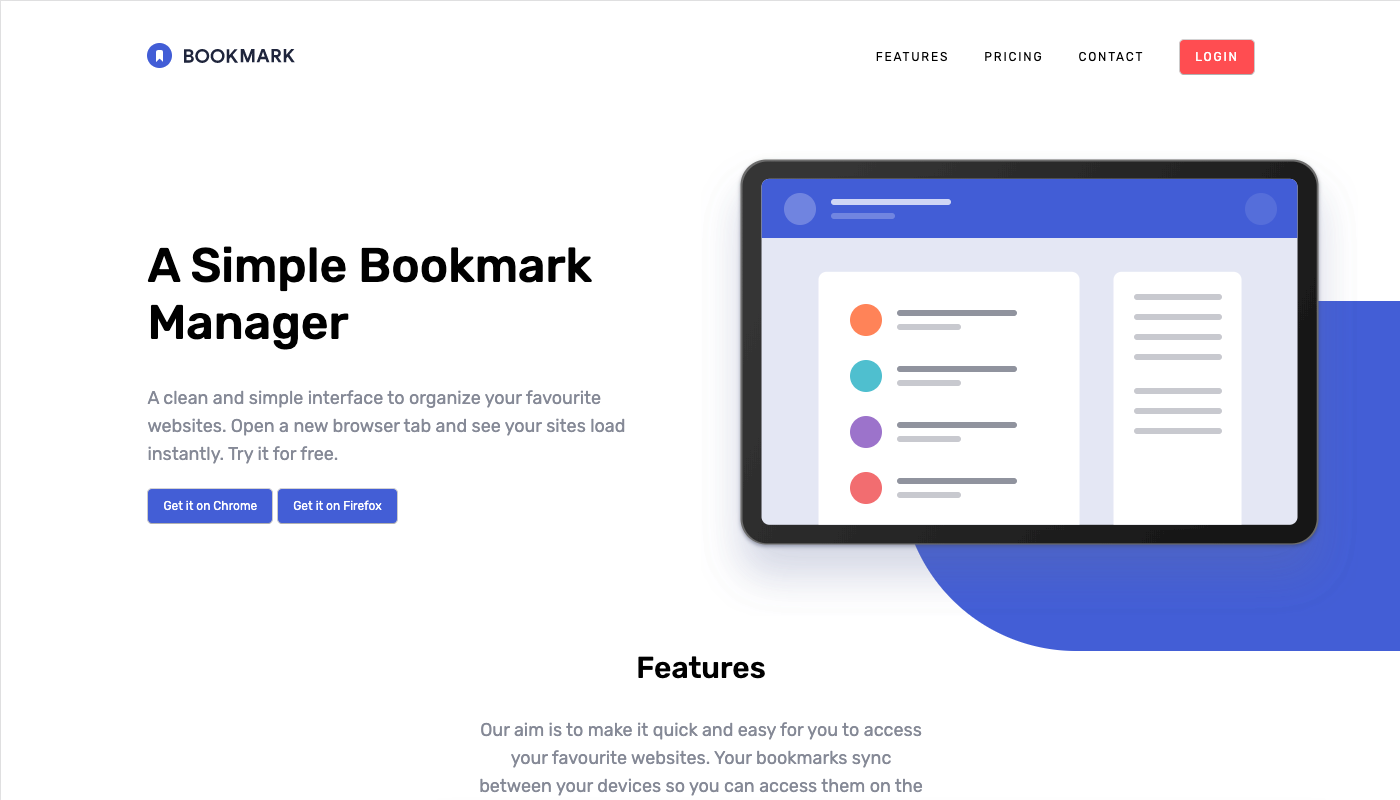 BOOKMARK
FEATURES PRICING CONTACT LOGIN
A Simple Bookmark
Manager
A clean and simple interface to organize your favourite
websites. Open a new browser tab and see your sites load
instantly. Try it for free.
Get it on Chrome Get it on Firefox
Features
Our aim is to make it quick and easy for you to access
your favourite websites. Your bookmarks sync
between your devices so you can access them on the